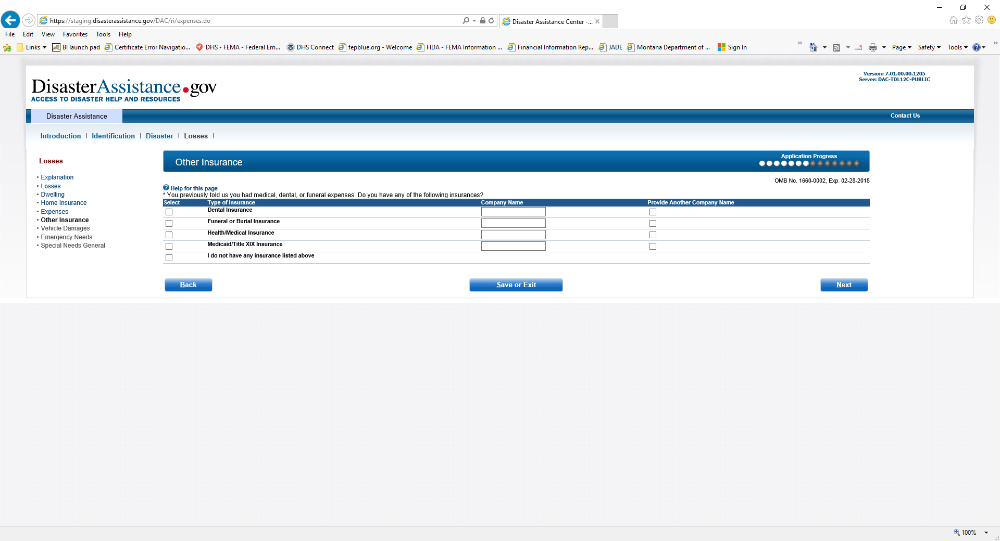 https://staging.disasterassistance.gov/DAC/ri/expenses.do
Disaster Assistance Center -...
File Edit View Favorites Tools Help
Links BI launch pad Certificate Error Navigatio... DHS - FEMA - Federal Em... DHS Connect fepblue.org - Welcome FIDA - FEMA Information ... Financial Information Rep... JADE Montana Department of ... Sign In » Page Safety Tools »
Version: 7.01.00.00.1205
Server: DAC-TDL12C-PUBLIC
DisasterAssistance.gov
ACCESS TO DISASTER HELP AND RESOURCES
Disaster Assistance Contact Us
Introduction | Identification | Disaster | Losses |
Losses
• Explanation
• Losses
• Dwelling
• Home Insurance
• Expenses
• Other Insurance
• Vehicle Damages
• Emergency Needs
• Special Needs General
Other Insurance
Application Progress
OMB No. 1660-0002, Exp. 02-28-2018
? Help for this page
* You previously told us you had medical, dental, or funeral expenses. Do you have any of the following insurances?
Select Type of Insurance Company Name Provide Another Company Name
Dental Insurance
Funeral or Burial Insurance
Health/Medical Insurance
Medicaid/Title XIX Insurance
I do not have any insurance listed above
Back Save or Exit Next
100%